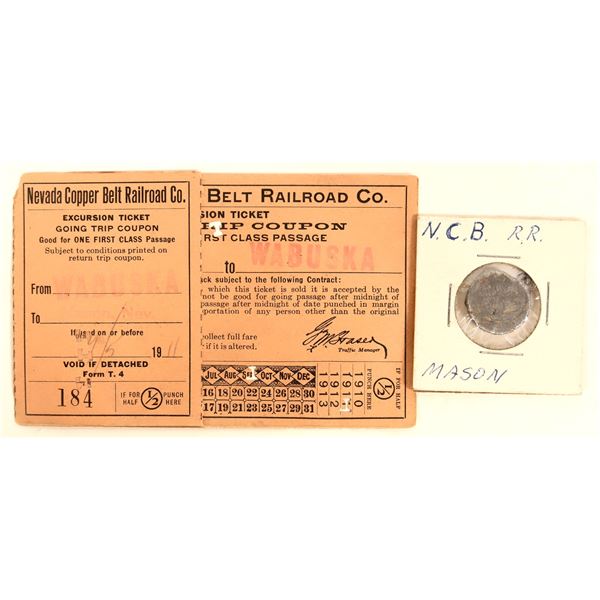 Nevada Copper Belt Railroad Co.
EXCURSION TICKET
GOING TRIP COUPON
Good for ONE FIRST CLASS Passage
Subject to conditions printed on
return trip coupon.
From WABUSKA
To Nev.
If used on or before
9/5 1911
VOID IF DETACHED
Form T. 4
184
IF FOR HALF 1/2 PUNCH HERE
BELT RAILROAD CO.
SION TICKET
TRIP COUPON
RST CLASS PASSAGE
to WABUSKA
ack subject to the following Contract:
which this ticket is sold it is accepted by the
not be good for going passage after midnight of
t passage after midnight of date punched in margin
portation of any person other than the original
collect full fare
if it is altered.
Traffic Manager
Jul Aug Oct Nov Dec
16 18 20 22 24 26 28 30
17 19 21 23 25 27 29 31
1910
1912
1913
PUNCH HERE 1/2 IF FOR HALF
N.C.B. R.R.
MASON